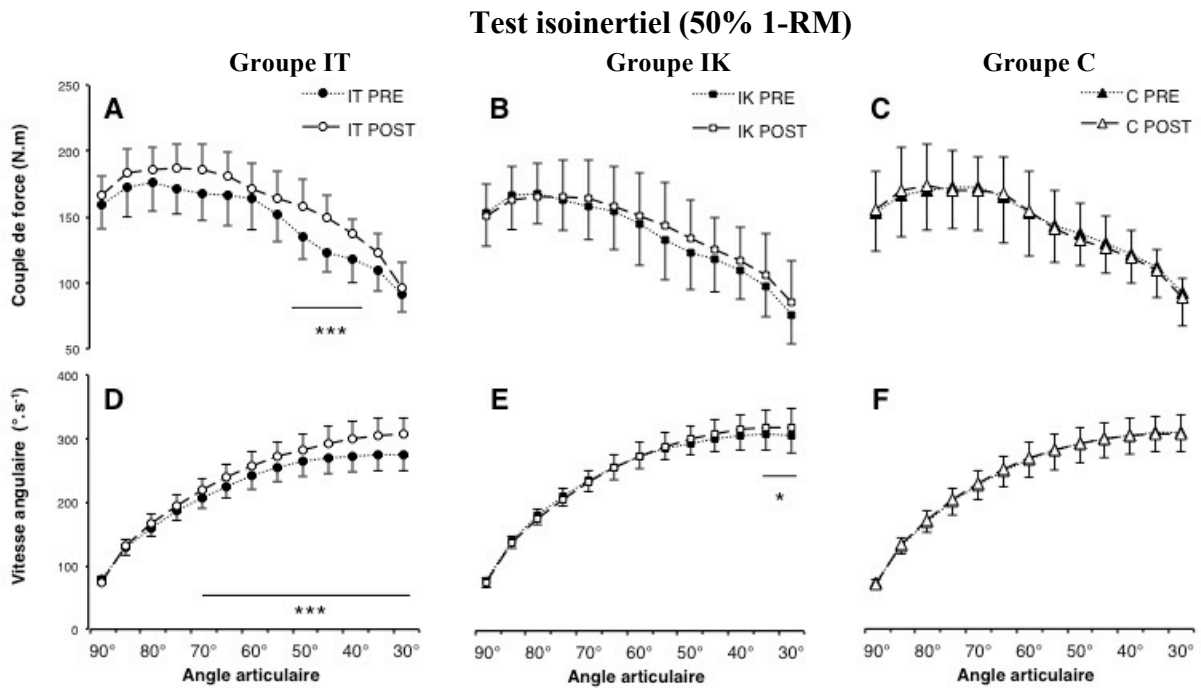 Test isoinertiel (50% 1-RM)
Groupe IT
Groupe IK
Groupe C
Couple de force (N.m)
250
200
150
100
50
A
IT PRE
IT POST
***
B
IK PRE
IK POST
C
C PRE
C POST
Vitesse angulaire (°.s⁻¹)
400
300
200
100
0
D
***
E
*
F
90° 80° 70° 60° 50° 40° 30°
90° 80° 70° 60° 50° 40° 30°
90° 80° 70° 60° 50° 40° 30°
Angle articulaire
Angle articulaire
Angle articulaire